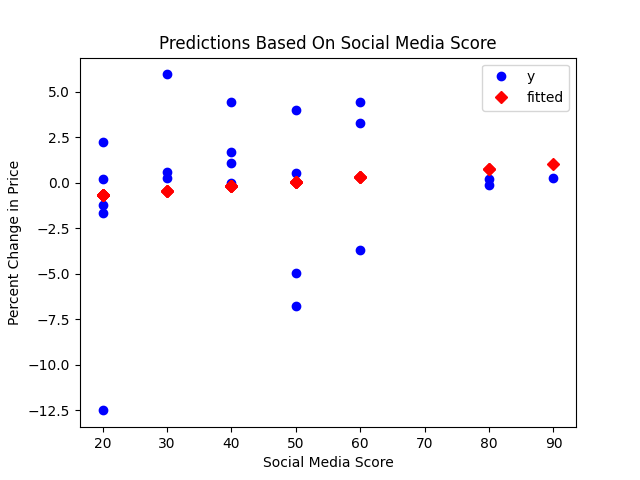 Predictions Based On Social Media Score
y
fitted
Percent Change in Price
5.0
2.5
0.0
−2.5
−5.0
−7.5
−10.0
−12.5
20 30 40 50 60 70 80 90
Social Media Score